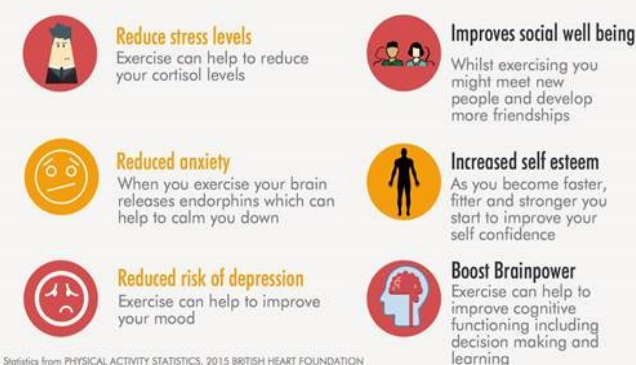 Reduce stress levels
Exercise can help to reduce
your cortisol levels
Reduced anxiety
When you exercise your brain
releases endorphins which can
help to calm you down
Reduced risk of depression
Exercise can help to improve
your mood
Improves social well being
Whilst exercising you
might meet new
people and develop
more friendships
Increased self esteem
As you become faster,
fitter and stronger you
start to improve your
self confidence
Boost Brainpower
Exercise can help to
improve cognitive
functioning including
decision making and
learning
Statistics from PHYSICAL ACTIVITY STATISTICS. 2015 BRITISH HEART FOUNDATION